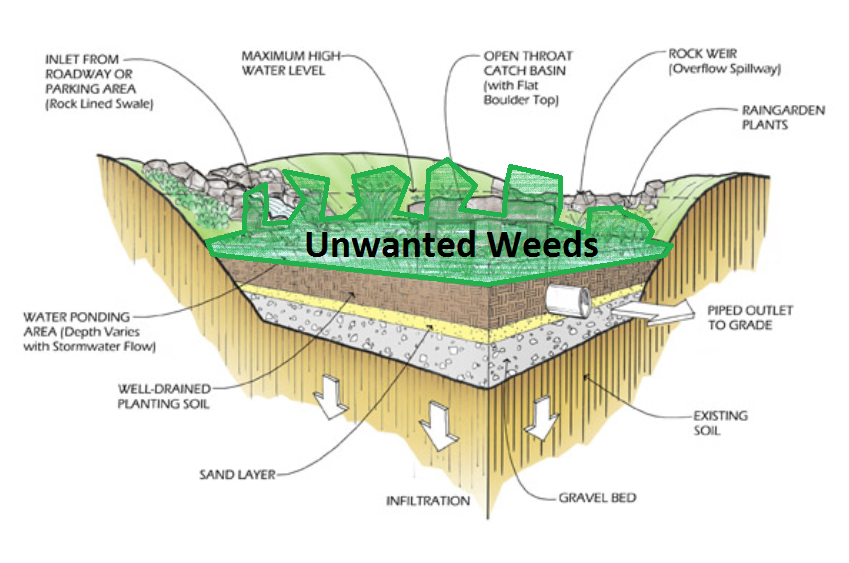 INLET FROM
ROADWAY OR
PARKING AREA
(Rock Lined Swale)
MAXIMUM HIGH
WATER LEVEL
OPEN THROAT
CATCH BASIN
(with Flat
Boulder Top)
ROCK WEIR
(Overflow Spillway)
RAINGARDEN
PLANTS
Unwanted Weeds
WATER PONDING
AREA (Depth Varies
with Stormwater Flow)
PIPED OUTLET
TO GRADE
WELL-DRAINED
PLANTING SOIL
EXISTING
SOIL
SAND LAYER
INFILTRATION
GRAVEL BED